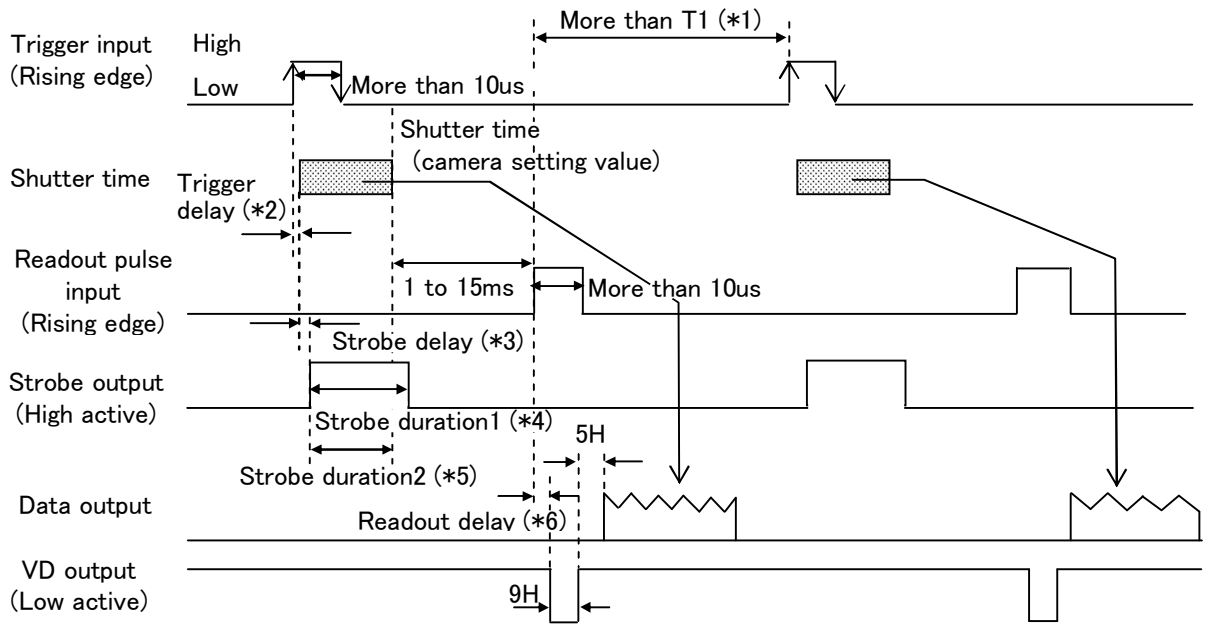 More than T1 (*1)
Trigger input
(Rising edge)
High
Low
More than 10us
Shutter time
(camera setting value)
Shutter time
Trigger
delay (*2)
Readout pulse
input
(Rising edge)
1 to 15ms
More than 10us
Strobe delay (*3)
Strobe output
(High active)
Strobe duration1 (*4)
5H
Strobe duration2 (*5)
Data output
Readout delay (*6)
VD output
(Low active)
9H